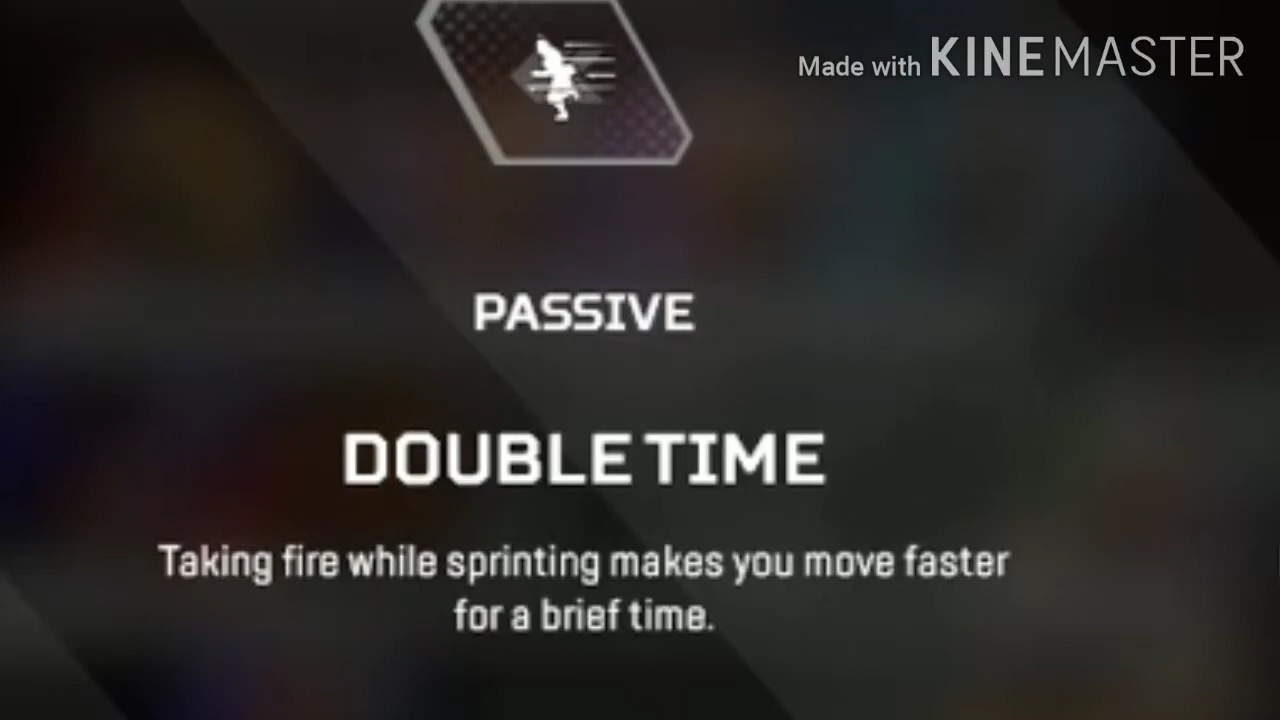 Made with KINEMASTER
PASSIVE
DOUBLE TIME
Taking fire while sprinting makes you move faster
for a brief time.